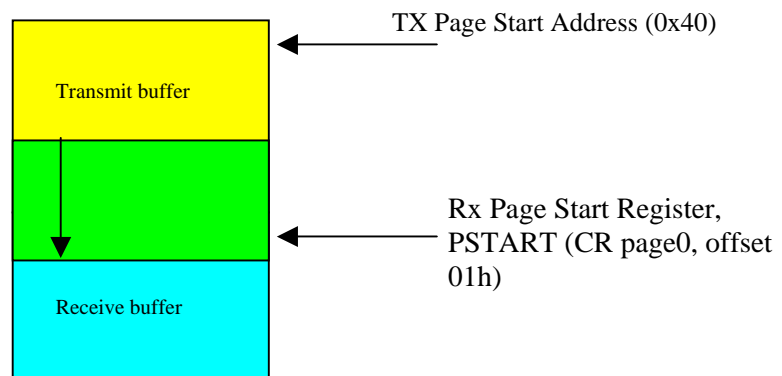 TX Page Start Address (0x40)
Transmit buffer
Rx Page Start Register,
PSTART (CR page0, offset
01h)
Receive buffer